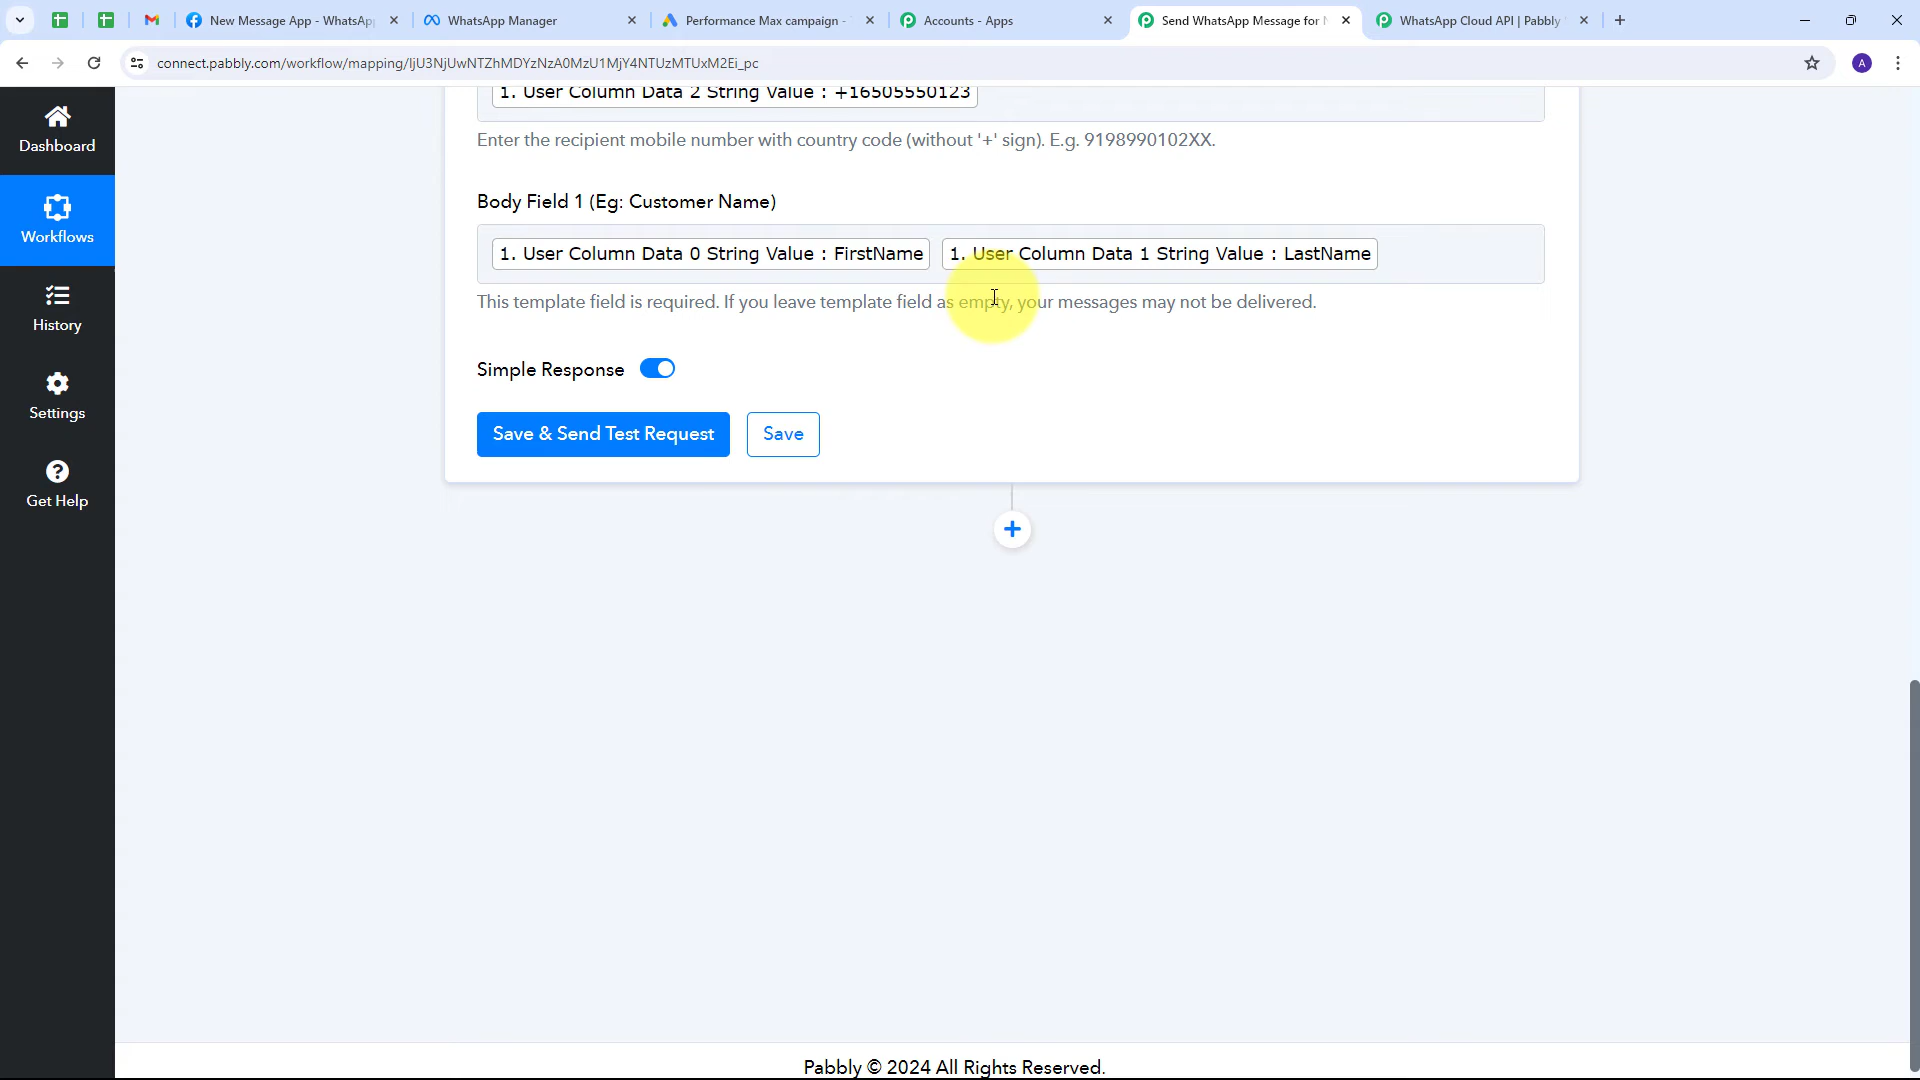 New Message App - WhatsAp
WhatsApp Manager
Performance Max campaign -
Accounts - Apps
Send WhatsApp Message for N
WhatsApp Cloud API | Pabbly
connect.pabbly.com/workflow/mapping/IjU3NjUwNTZhMDYzNzA0MzU1MjY4NTUzMTUxM2Ei_pc
A
Dashboard
Workflows
History
Settings
Get Help
1. User Column Data 2 String Value : +16505550123
Enter the recipient mobile number with country code (without '+' sign). E.g. 9198990102XX.
Body Field 1 (Eg: Customer Name)
1. User Column Data 0 String Value : FirstName 1. User Column Data 1 String Value : LastName
This template field is required. If you leave template field as empty, your messages may not be delivered.
Simple Response
Save & Send Test Request
Save
Pabbly © 2024 All Rights Reserved.